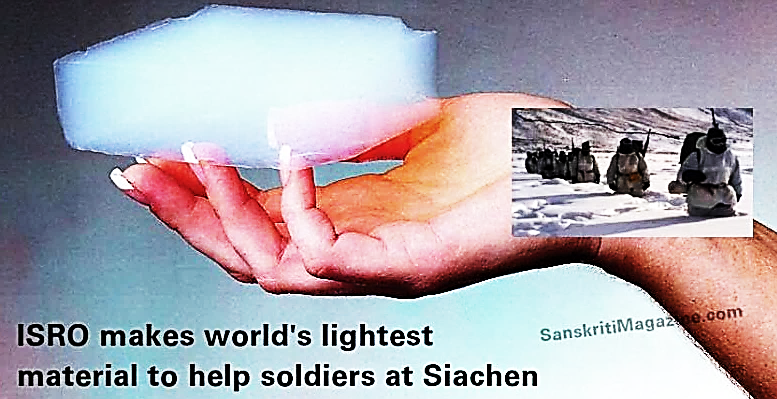 ISRO makes world's lightest
material to help soldiers at Siachen
SanskritiMagazine.com